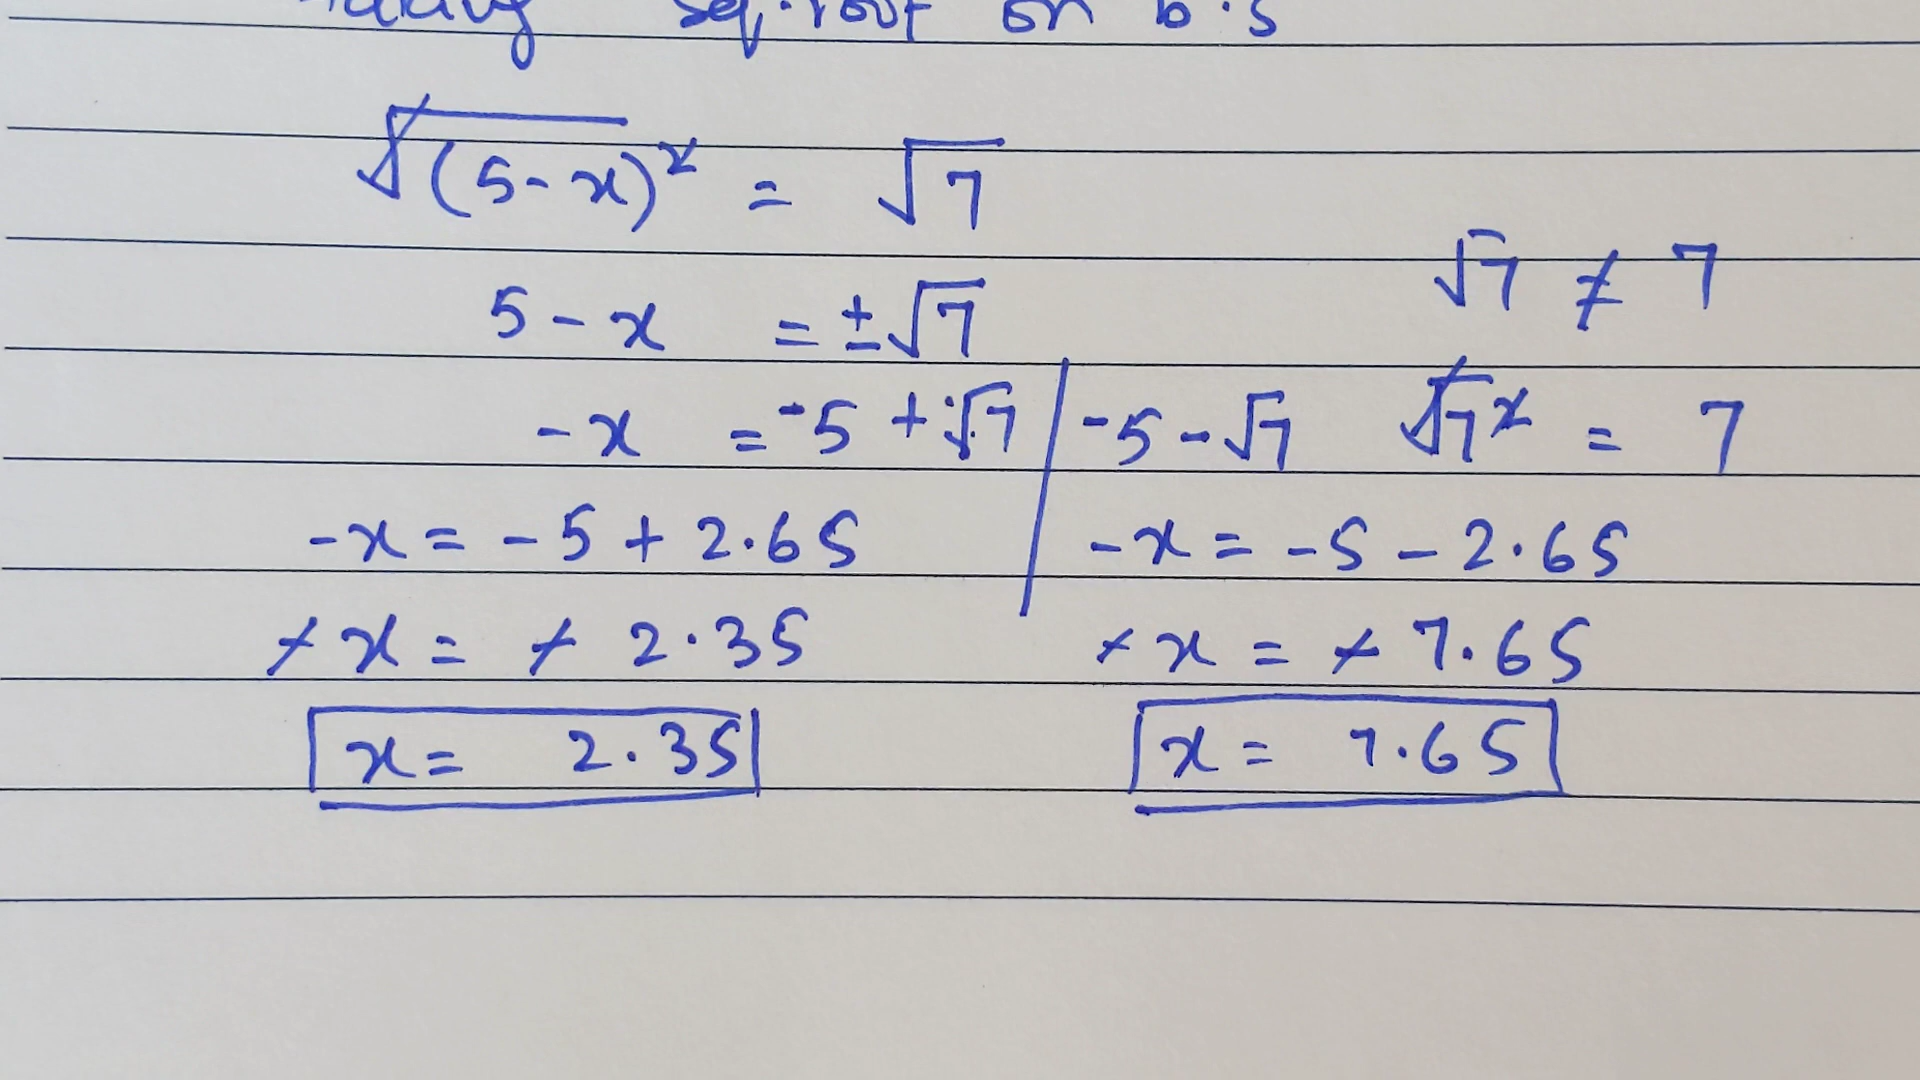 Taking sq.root on b.s
√(5-x)² = √7
√7 ≠ 7
5 - x = ±√7
-x = -5 + √7 / -5 - √7
√7² = 7
-x = -5 + 2.65
-x = -5 - 2.65
+x = + 2.35
+x = + 7.65
x = 2.35
x = 7.65